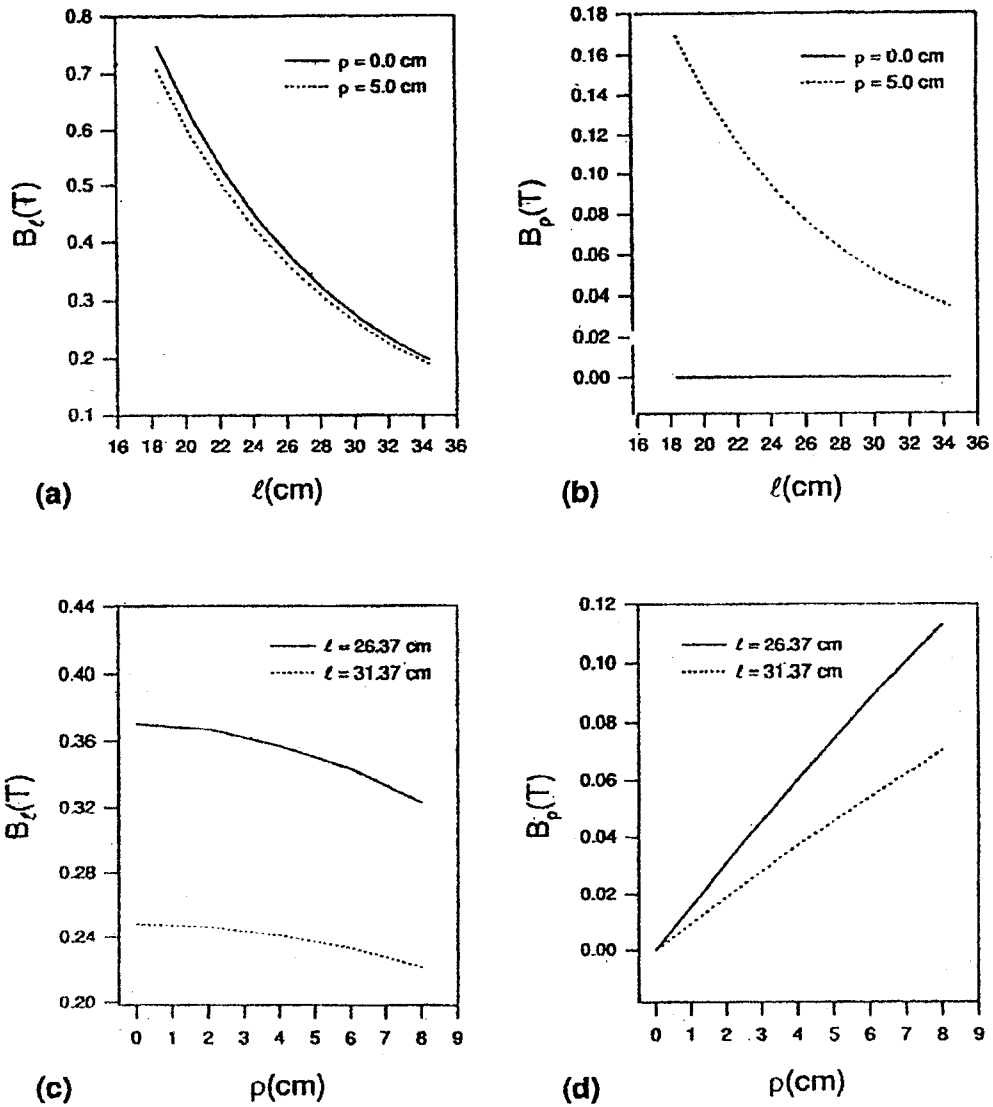 0.8
0.7
0.6
0.5
0.4
0.3
0.2
0.1
Bℓ(T)
ρ = 0.0 cm
ρ = 5.0 cm
16 18 20 22 24 26 28 30 32 34 36
ℓ(cm)
(a)
0.18
0.16
0.14
0.12
0.10
0.08
0.06
0.04
0.02
0.00
Bρ(T)
ρ = 0.0 cm
ρ = 5.0 cm
16 18 20 22 24 26 28 30 32 34 36
ℓ(cm)
(b)
0.44
0.40
0.36
0.32
0.28
0.24
0.20
Bℓ(T)
ℓ = 26.37 cm
ℓ = 31.37 cm
0 1 2 3 4 5 6 7 8 9
ρ(cm)
(c)
0.12
0.10
0.08
0.06
0.04
0.02
0.00
Bρ(T)
ℓ = 26.37 cm
ℓ = 31.37 cm
0 1 2 3 4 5 6 7 8 9
ρ(cm)
(d)